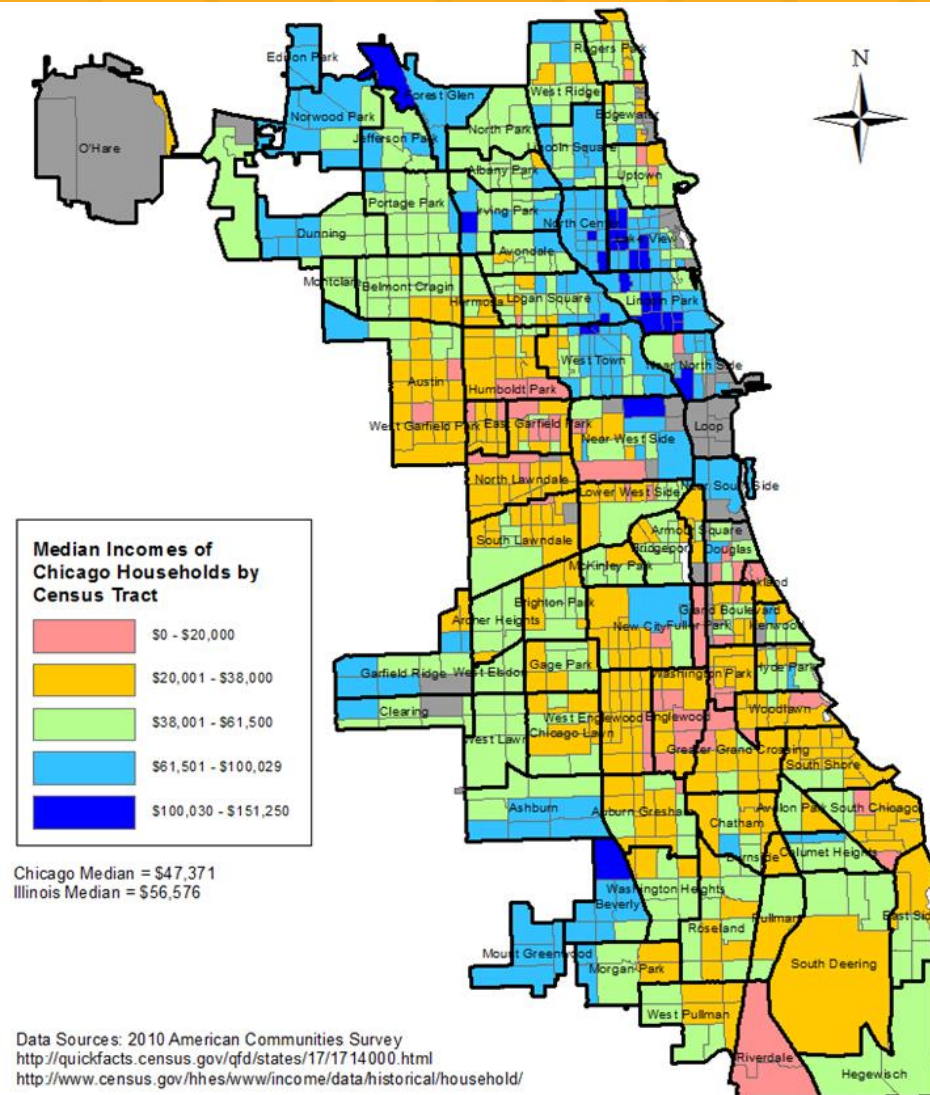 N
Rogers Park
Edison Park
West Ridge
Forest Glen
Norwood Park
Edgewater
North Park
Jefferson Park
Lincoln Square
O'Hare
Albany Park
Uptown
Portage Park
Irving Park
North Center
Dunning
Lake View
Avondale
Montclare
Belmont Cragin
Hermosa
Logan Square
Lincoln Park
West Town
Near North Side
Austin
Humboldt Park
West Garfield Park
East Garfield Park
Loop
Near West Side
North Lawndale
Near South Side
Lower West Side
Armour Square
South Lawndale
Bridgeport
Douglas
McKinley Park
Oakland
Brighton Park
Grand Boulevard
Archer Heights
New City
Fuller Park
Kenwood
Gage Park
Hyde Park
Garfield Ridge
West Elsdon
Washington Park
Clearing
West Englewood
Englewood
Woodlawn
Chicago Lawn
West Lawn
Greater Grand Crossing
South Shore
Ashburn
Auburn Gresham
Avalon Park
South Chicago
Chatham
Burnside
Calumet Heights
Washington Heights
Beverly
East Side
Pullman
Roseland
Mount Greenwood
South Deering
Morgan Park
West Pullman
Riverdale
Hegewisch
Median Incomes of
Chicago Households by
Census Tract
$0 - $20,000
$20,001 - $38,000
$38,001 - $61,500
$61,501 - $100,029
$100,030 - $151,250
Chicago Median = $47,371
Illinois Median = $56,576
Data Sources: 2010 American Communities Survey
http://quickfacts.census.gov/qfd/states/17/1714000.html
http://www.census.gov/hhes/www/income/data/historical/household/